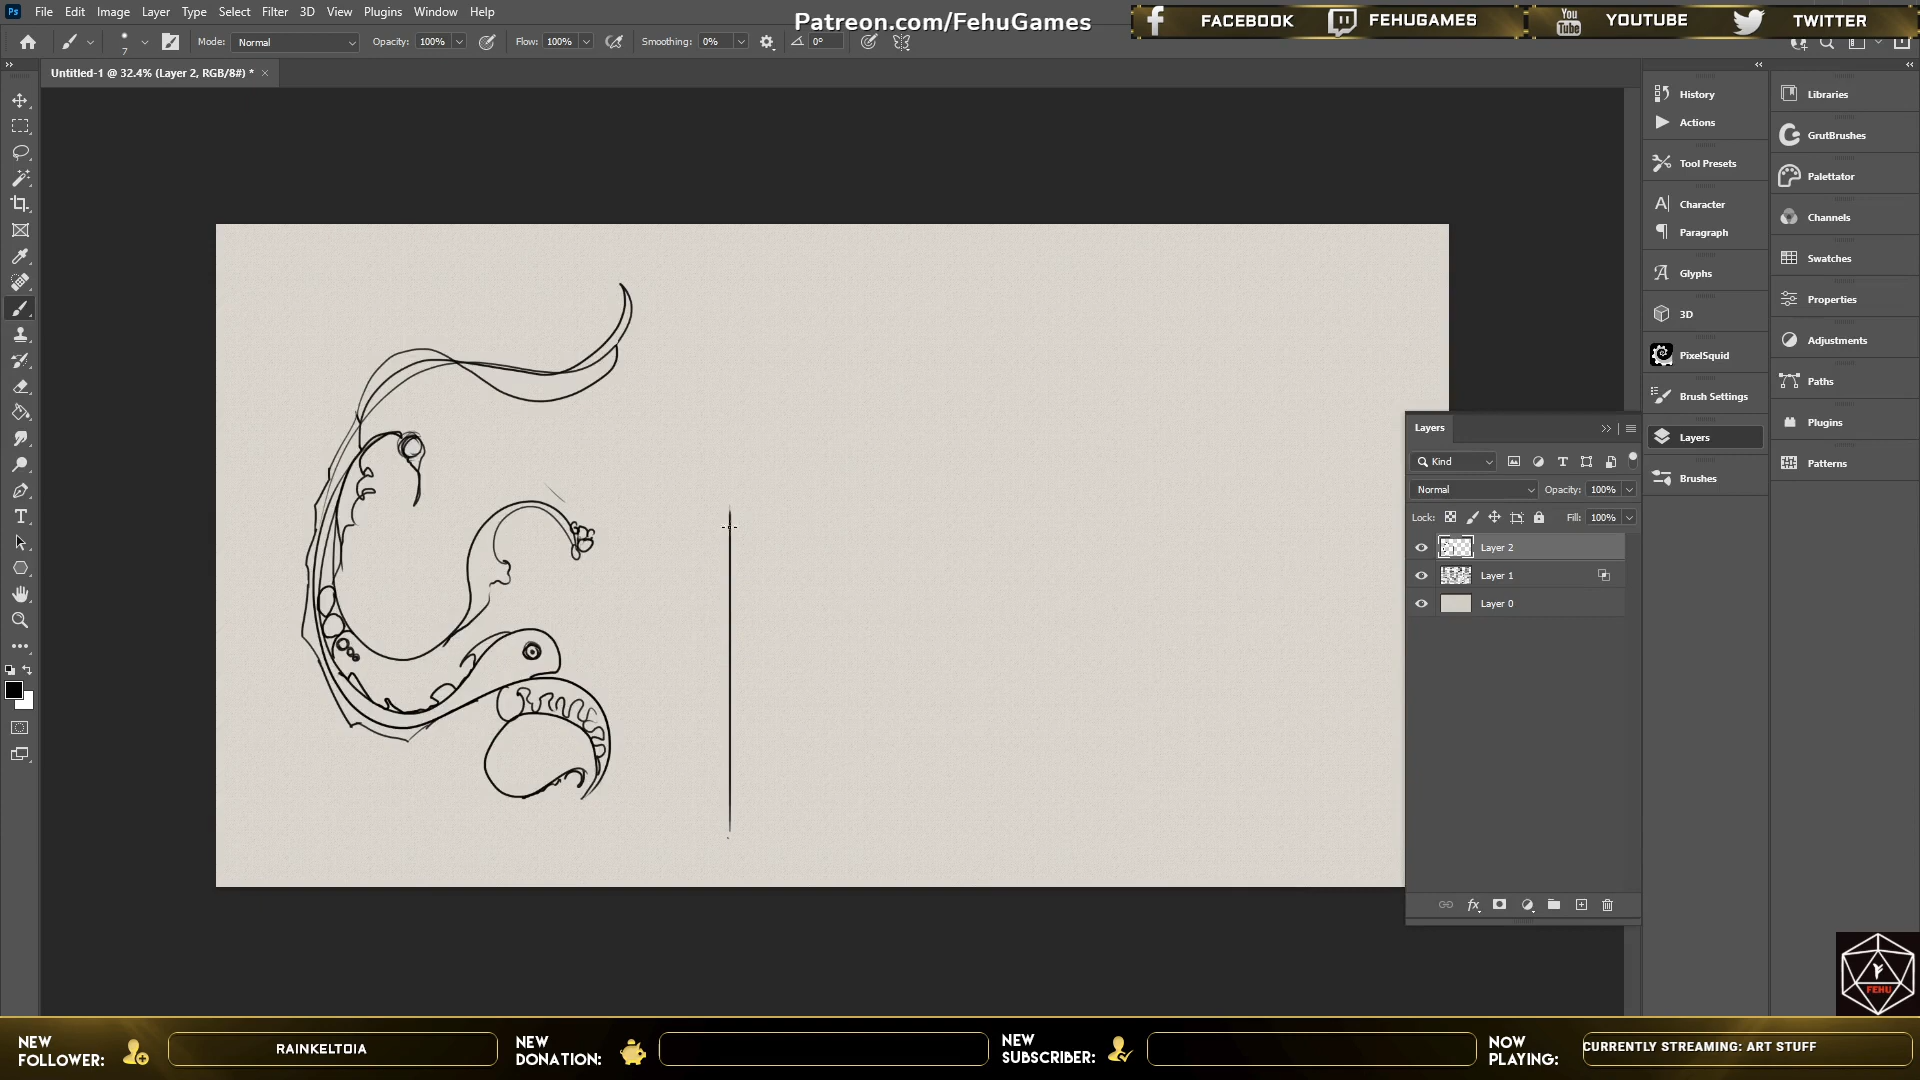 Ps File Edit Image Layer Type Select Filter 3D View Plugins Window Help
Patreon.com/FehuGames
FACEBOOK FEHUGAMES YouTube YOUTUBE TWITTER
7 Mode: Normal Opacity: 100% Flow: 100% Smoothing: 0% 0°
Untitled-1 @ 32.4% (Layer 2, RGB/8#) * ×
History
Actions
Tool Presets
Character
Paragraph
Glyphs
3D
PixelSquid
Brush Settings
Layers
Brushes
Libraries
GrutBrushes
Palettator
Channels
Swatches
Properties
Adjustments
Paths
Plugins
Patterns
Layers
Kind
Normal Opacity: 100%
Lock: Fill: 100%
Layer 2
Layer 1
Layer 0
FEHU
NEW FOLLOWER: RAINKELTOIA
NEW DONATION:
NEW SUBSCRIBER:
NOW PLAYING: CURRENTLY STREAMING: ART STUFF